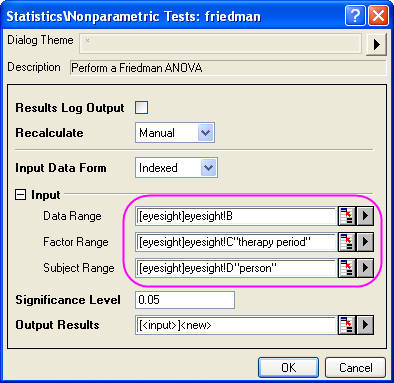 Statistics\Nonparametric Tests: friedman
Dialog Theme *
Description Perform a Friedman ANOVA
Results Log Output
Recalculate Manual
Input Data Form Indexed
Input
Data Range [eyesight]eyesight!B
Factor Range [eyesight]eyesight!C"therapy period"
Subject Range [eyesight]eyesight!D"person"
Significance Level 0.05
Output Results [<input>]<new>
OK Cancel